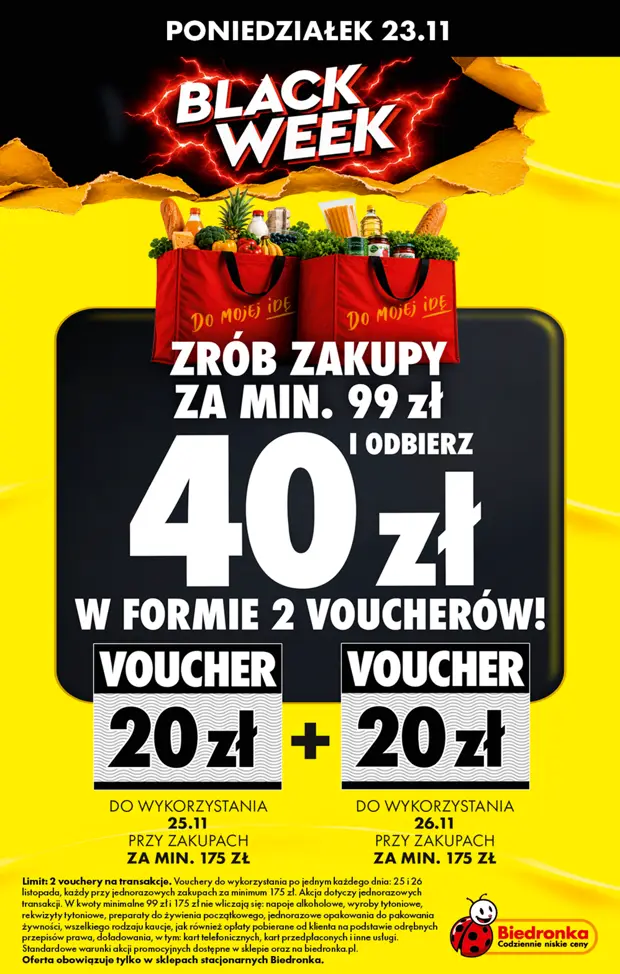 PONIEDZIAŁEK 23.11
BLACK
WEEK
DO MOJEJ IDĘ
DO MOJEJ IDĘ
ZRÓB ZAKUPY
ZA MIN. 99 zł
I ODBIERZ
40 zł
W FORMIE 2 VOUCHERÓW!
VOUCHER
20 zł
+
VOUCHER
20 zł
DO WYKORZYSTANIA
25.11
PRZY ZAKUPACH
ZA MIN. 175 ZŁ
DO WYKORZYSTANIA
26.11
PRZY ZAKUPACH
ZA MIN. 175 ZŁ
Limit: 2 vouchery na transakcję. Vouchery do wykorzystania po jednym każdego dnia: 25 i 26
listopada, każdy przy jednorazowych zakupach za minimum 175 zł. Akcja dotyczy jednorazowych
transakcji. W kwoty minimalne 99 zł i 175 zł nie wliczają się: napoje alkoholowe, wyroby tytoniowe,
rekwizyty tytoniowe, preparaty do żywienia początkowego, jednorazowe opakowania do pakowania
żywności, wszelkiego rodzaju kaucje, jak również opłaty pobierane od klienta na podstawie odrębnych
przepisów prawa, doładowania, w tym: kart telefonicznych, kart przedpłaconych i inne usługi.
Standardowe warunki akcji promocyjnych dostępne w sklepie oraz na biedronka.pl.
Oferta obowiązuje tylko w sklepach stacjonarnych Biedronka.
Biedronka
Codziennie niskie ceny